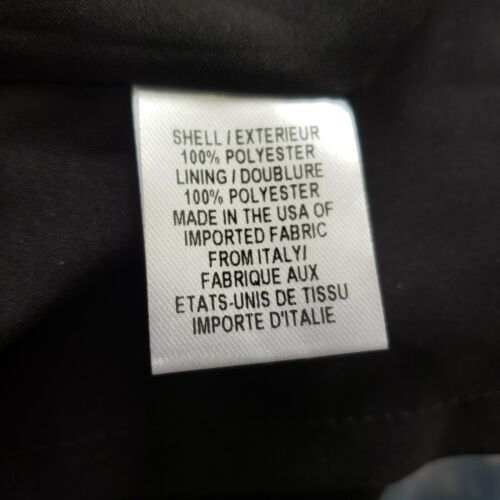 SHELL / EXTERIEUR
100% POLYESTER
LINING / DOUBLURE
100% POLYESTER
MADE IN THE USA OF
IMPORTED FABRIC
FROM ITALY/
FABRIQUE AUX
ETATS-UNIS DE TISSU
IMPORTE D'ITALIE